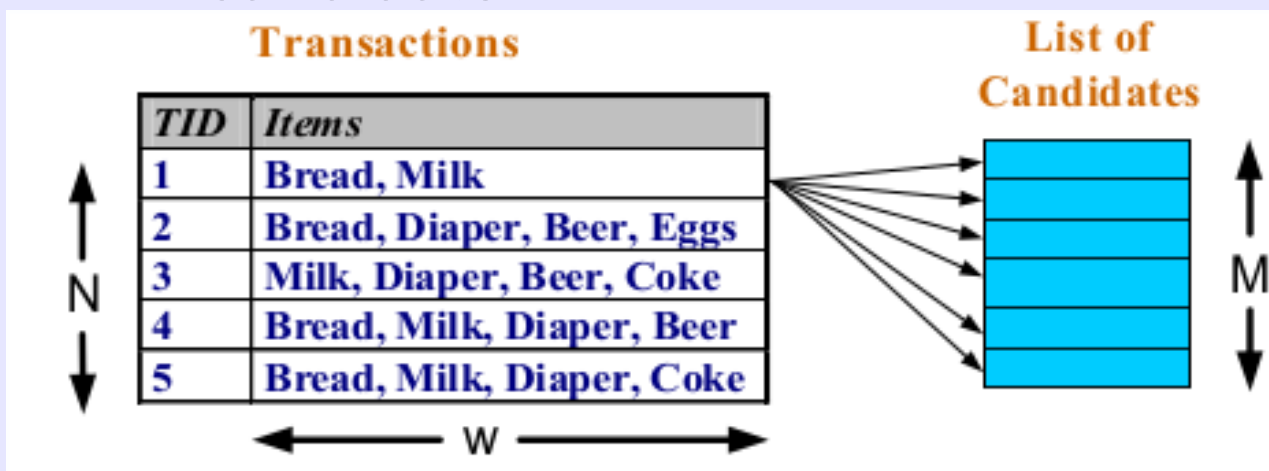 Transactions
List of
Candidates
TID Items
1 Bread, Milk
2 Bread, Diaper, Beer, Eggs
3 Milk, Diaper, Beer, Coke
4 Bread, Milk, Diaper, Beer
5 Bread, Milk, Diaper, Coke
N
M
w